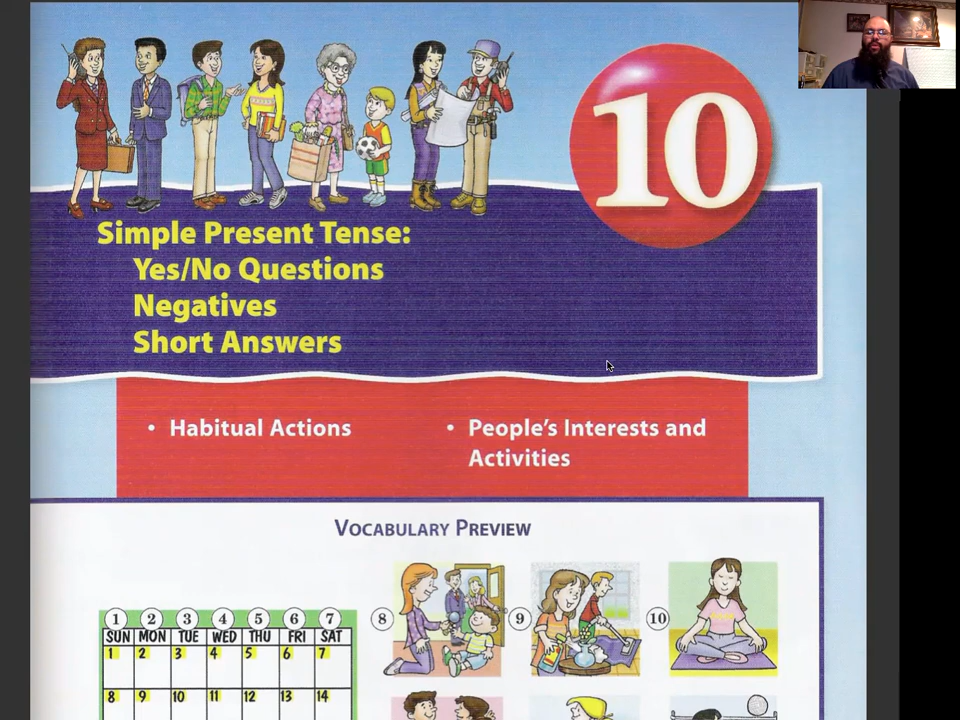 10
Simple Present Tense:
Yes/No Questions
Negatives
Short Answers
• Habitual Actions
• People's Interests and
Activities
VOCABULARY PREVIEW
1 2 3 4 5 6 7
SUN MON TUE WED THU FRI SAT
1 2 3 4 5 6 7
8 9 10 11 12 13 14
8
9
10